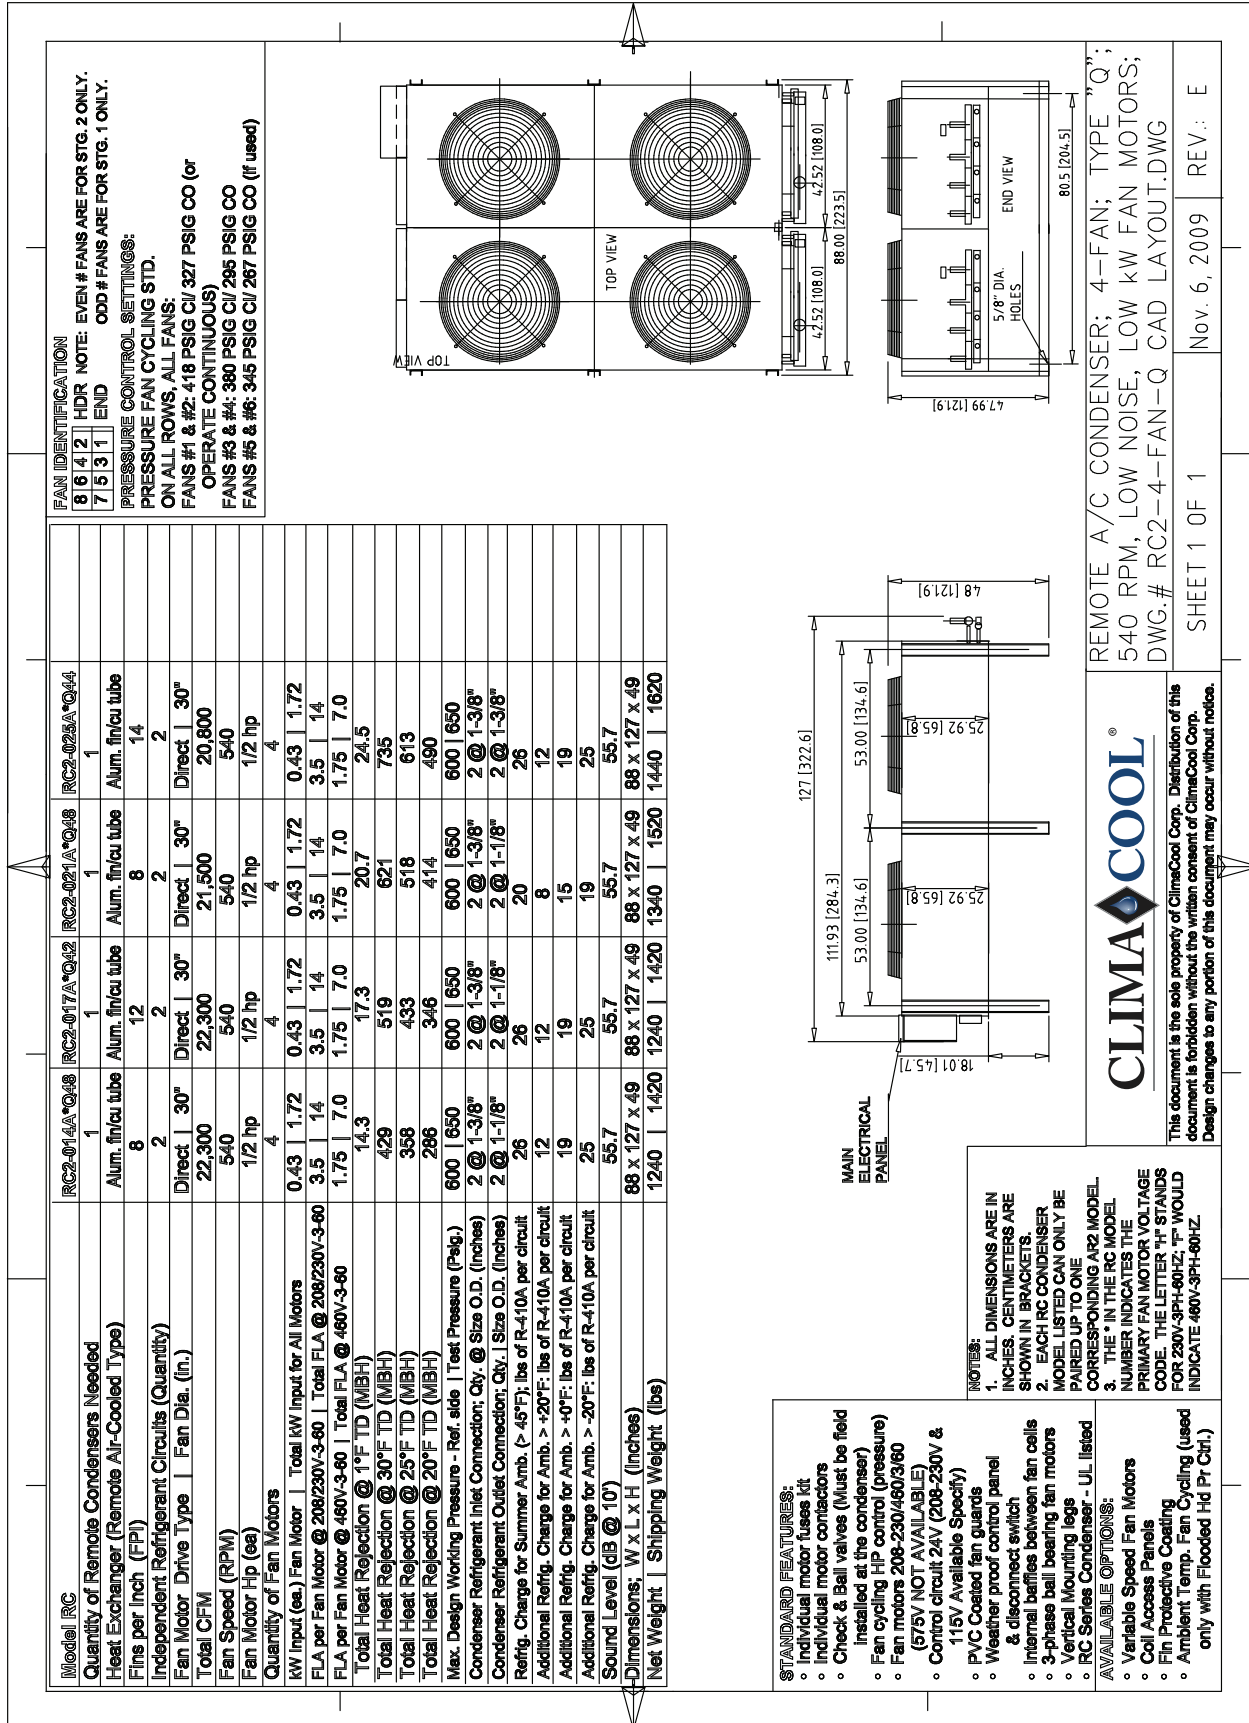 Model RC RC2-014A*Q48 RC2-017A*Q42 RC2-021A*Q48 RC2-025A*Q44
Quantity of Remote Condensers Needed 1 1 1 1
Heat Exchanger (Remote Air-Cooled Type) Alum. fin/cu tube Alum. fin/cu tube Alum. fin/cu tube Alum. fin/cu tube
Fins per Inch (FPI) 8 12 8 14
Independent Refrigerant Circuits (Quantity) 2 2 2 2
Fan Motor Drive Type | Fan Dia. (in.) Direct | 30" Direct | 30" Direct | 30" Direct | 30"
Total CFM 22,300 22,300 21,500 20,800
Fan Speed (RPM) 540 540 540 540
Fan Motor Hp (ea) 1/2 hp 1/2 hp 1/2 hp 1/2 hp
Quantity of Fan Motors 4 4 4 4
kW Input (ea.) Fan Motor | Total kW Input for All Motors 0.43 | 1.72 0.43 | 1.72 0.43 | 1.72 0.43 | 1.72
FLA per Fan Motor @ 208/230V-3-60 | Total FLA @ 208/230V-3-60 3.5 | 14 3.5 | 14 3.5 | 14 3.5 | 14
FLA per Fan Motor @ 460V-3-60 | Total FLA @ 460V-3-60 1.75 | 7.0 1.75 | 7.0 1.75 | 7.0 1.75 | 7.0
Total Heat Rejection @ 1°F TD (MBH) 14.3 17.3 20.7 24.5
Total Heat Rejection @ 30°F TD (MBH) 429 519 621 735
Total Heat Rejection @ 25°F TD (MBH) 358 433 518 613
Total Heat Rejection @ 20°F TD (MBH) 286 346 414 490
Max. Design Working Pressure - Ref. side | Test Pressure (Psig.) 600 | 650 600 | 650 600 | 650 600 | 650
Condenser Refrigerant Inlet Connection; Qty. @ Size O.D. (Inches) 2 @ 1-3/8" 2 @ 1-3/8" 2 @ 1-3/8" 2 @ 1-3/8"
Condenser Refrigerant Outlet Connection; Qty. | Size O.D. (Inches) 2 @ 1-1/8" 2 @ 1-1/8" 2 @ 1-1/8" 2 @ 1-3/8"
Refrig. Charge for Summer Amb. (> 45°F); lbs of R-410A per circuit 26 26 20 26
Additional Refrig. Charge for Amb. > +20°F: lbs of R-410A per circuit 12 12 8 12
Additional Refrig. Charge for Amb. > +0°F: lbs of R-410A per circuit 19 19 15 19
Additional Refrig. Charge for Amb. > -20°F: lbs of R-410A per circuit 25 25 19 25
Sound Level (dB @ 10') 55.7 55.7 55.7 55.7
Dimensions; W x L x H (Inches) 88 x 127 x 49 88 x 127 x 49 88 x 127 x 49 88 x 127 x 49
Net Weight | Shipping Weight (lbs) 1240 | 1420 1240 | 1420 1340 | 1520 1440 | 1620
FAN IDENTIFICATION
8 6 4 2 HDR NOTE: EVEN # FANS ARE FOR STG. 2 ONLY.
7 5 3 1 END ODD # FANS ARE FOR STG. 1 ONLY.
PRESSURE CONTROL SETTINGS:
PRESSURE FAN CYCLING STD.
ON ALL ROWS, ALL FANS:
FANS #1 & #2: 418 PSIG CI/ 327 PSIG CO (or
OPERATE CONTINUOUS)
FANS #3 & #4: 380 PSIG CI/ 295 PSIG CO
FANS #5 & #6: 345 PSIG CI/ 267 PSIG CO (if used)
TOP VIEW
TOP VIEW
42.52 [108.0]
42.52 [108.0]
88.00 [223.5]
47.99 [121.9]
5/8" DIA.
HOLES
END VIEW
80.5 [204.5]
127 [322.6]
111.93 [284.3]
53.00 [134.6]
53.00 [134.6]
25.92 [65.8]
25.92 [65.8]
48 [121.9]
18.01 [45.7]
MAIN
ELECTRICAL
PANEL
STANDARD FEATURES:
◦ Individual motor fuses kit
◦ Individual motor contactors
◦ Check & Ball valves (Must be field
installed at the condenser)
◦ Fan cycling HP control (pressure)
◦ Fan motors 208-230/460/3/60
(575V NOT AVAILABLE)
◦ Control circuit 24V (208-230V &
115V Available Specify)
◦ PVC Coated fan guards
◦ Weather proof control panel
& disconnect switch
◦ Internal baffles between fan cells
◦ 3-phase ball bearing fan motors
◦ Vertical Mounting legs
◦ RC Series Condenser - UL listed
AVAILABLE OPTIONS:
◦ Variable Speed Fan Motors
◦ Coil Access Panels
◦ Fin Protective Coating
◦ Ambient Temp. Fan Cycling (used
only with Flooded Hd Pr Ctrl.)
NOTES:
1. ALL DIMENSIONS ARE IN
INCHES. CENTIMETERS ARE
SHOWN IN BRACKETS.
2. EACH RC CONDENSER
MODEL LISTED CAN ONLY BE
PAIRED UP TO ONE
CORRESPONDING AR2 MODEL.
3. THE * IN THE RC MODEL
NUMBER INDICATES THE
PRIMARY FAN MOTOR VOLTAGE
CODE. THE LETTER "H" STANDS
FOR 230V-3PH-60HZ; "F" WOULD
INDICATE 460V-3PH-60HZ.
CLIMACOOL®
This document is the sole property of ClimaCool Corp. Distribution of this
document is forbidden without the written consent of ClimaCool Corp.
Design changes to any portion of this document may occur without notice.
REMOTE A/C CONDENSER; 4-FAN; TYPE "Q";
540 RPM, LOW NOISE, LOW kW FAN MOTORS;
DWG.# RC2-4-FAN-Q CAD LAYOUT.DWG
SHEET 1 OF 1 Nov. 6, 2009 REV.: E